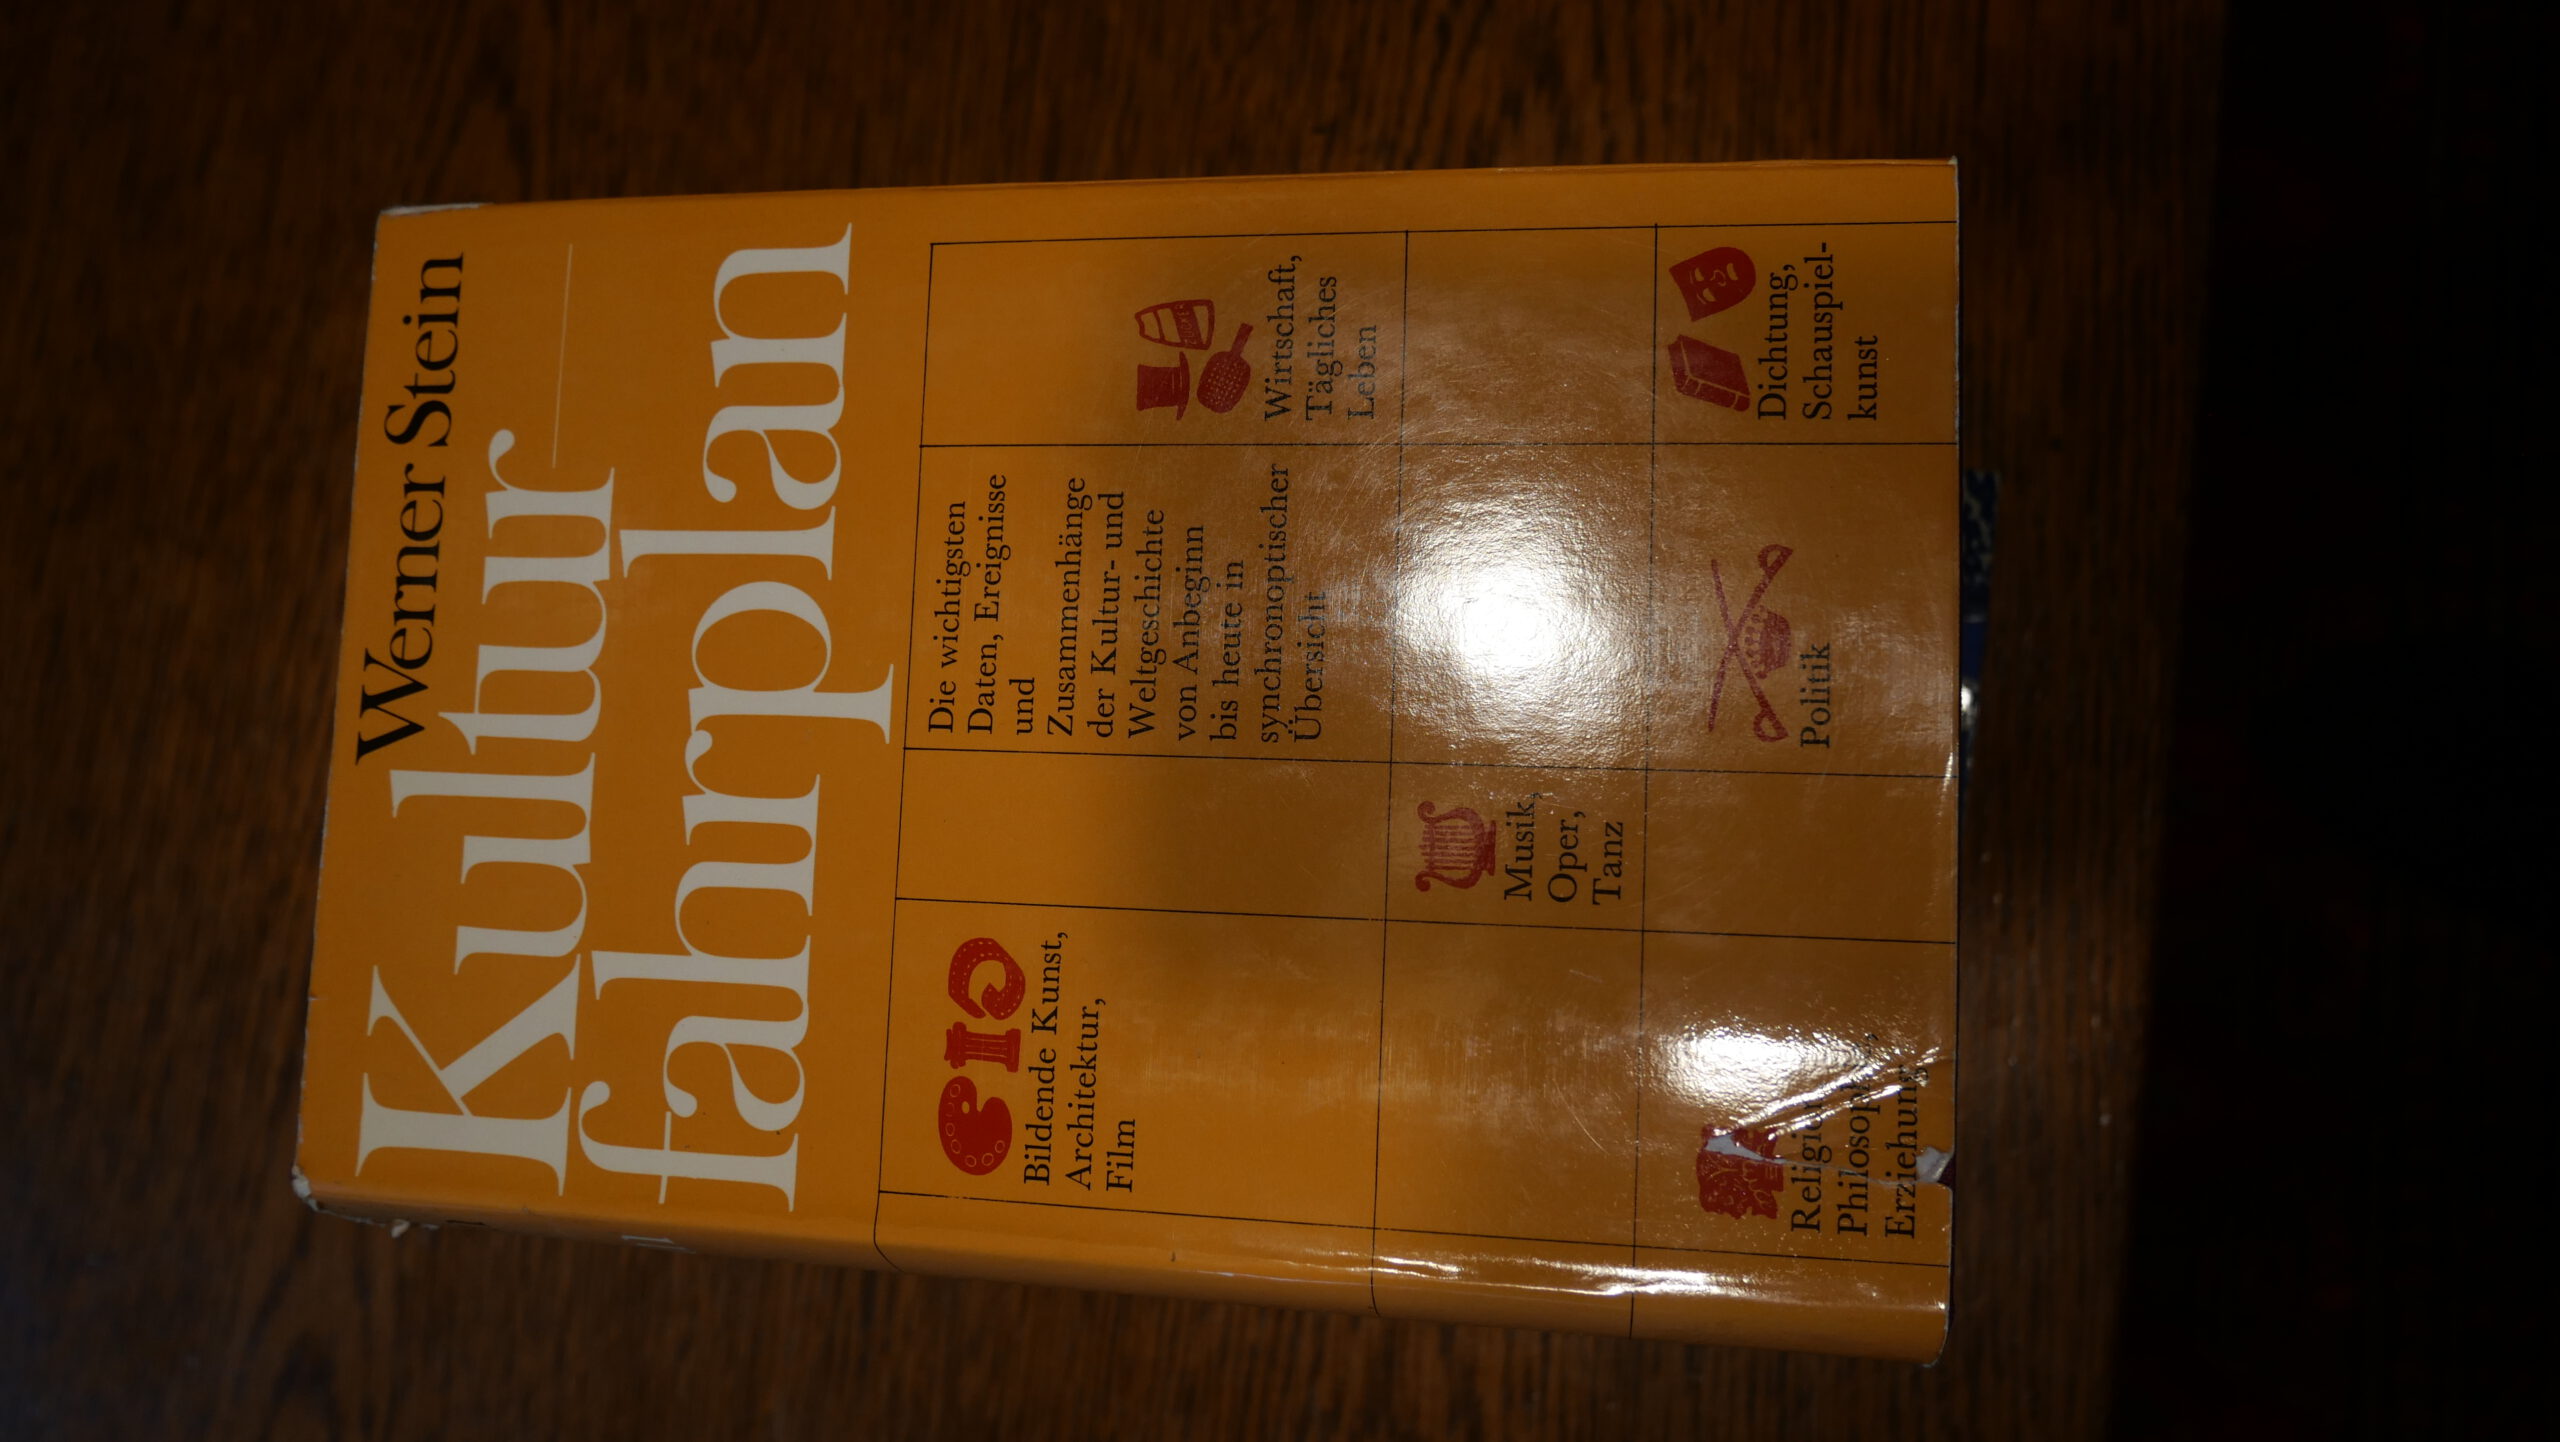 Werner Stein
Kultur
fahrplan
Die wichtigsten
Daten, Ereignisse
und
Zusammenhänge
der Kultur- und
Weltgeschichte
von Anbeginn
bis heute in
synchronoptischer
Übersicht
Bildende Kunst,
Architektur,
Film
Wirtschaft,
Tägliches
Leben
Musik,
Oper,
Tanz
Politik
Dichtung,
Schauspiel-
kunst
Erziehung,